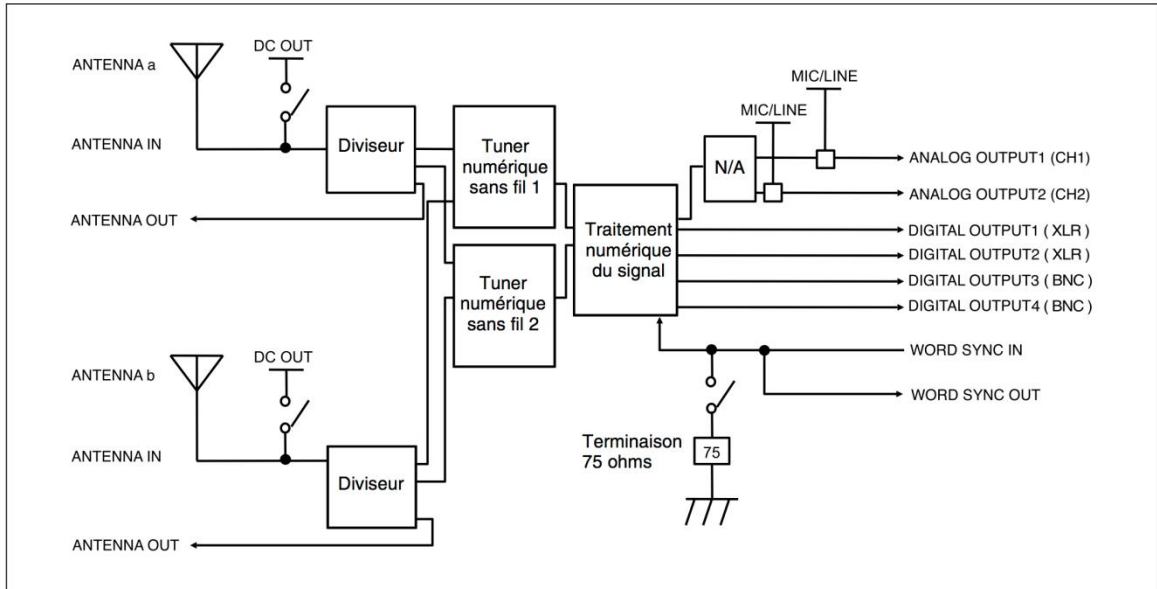 ANTENNA a
DC OUT
ANTENNA IN
ANTENNA OUT
Diviseur
Tuner
numérique
sans fil 1
Tuner
numérique
sans fil 2
Traitement
numérique
du signal
N/A
MIC/LINE
MIC/LINE
ANALOG OUTPUT1 (CH1)
ANALOG OUTPUT2 (CH2)
DIGITAL OUTPUT1 ( XLR )
DIGITAL OUTPUT2 ( XLR )
DIGITAL OUTPUT3 ( BNC )
DIGITAL OUTPUT4 ( BNC )
WORD SYNC IN
WORD SYNC OUT
Terminaison
75 ohms
75
ANTENNA b
DC OUT
ANTENNA IN
Diviseur
ANTENNA OUT